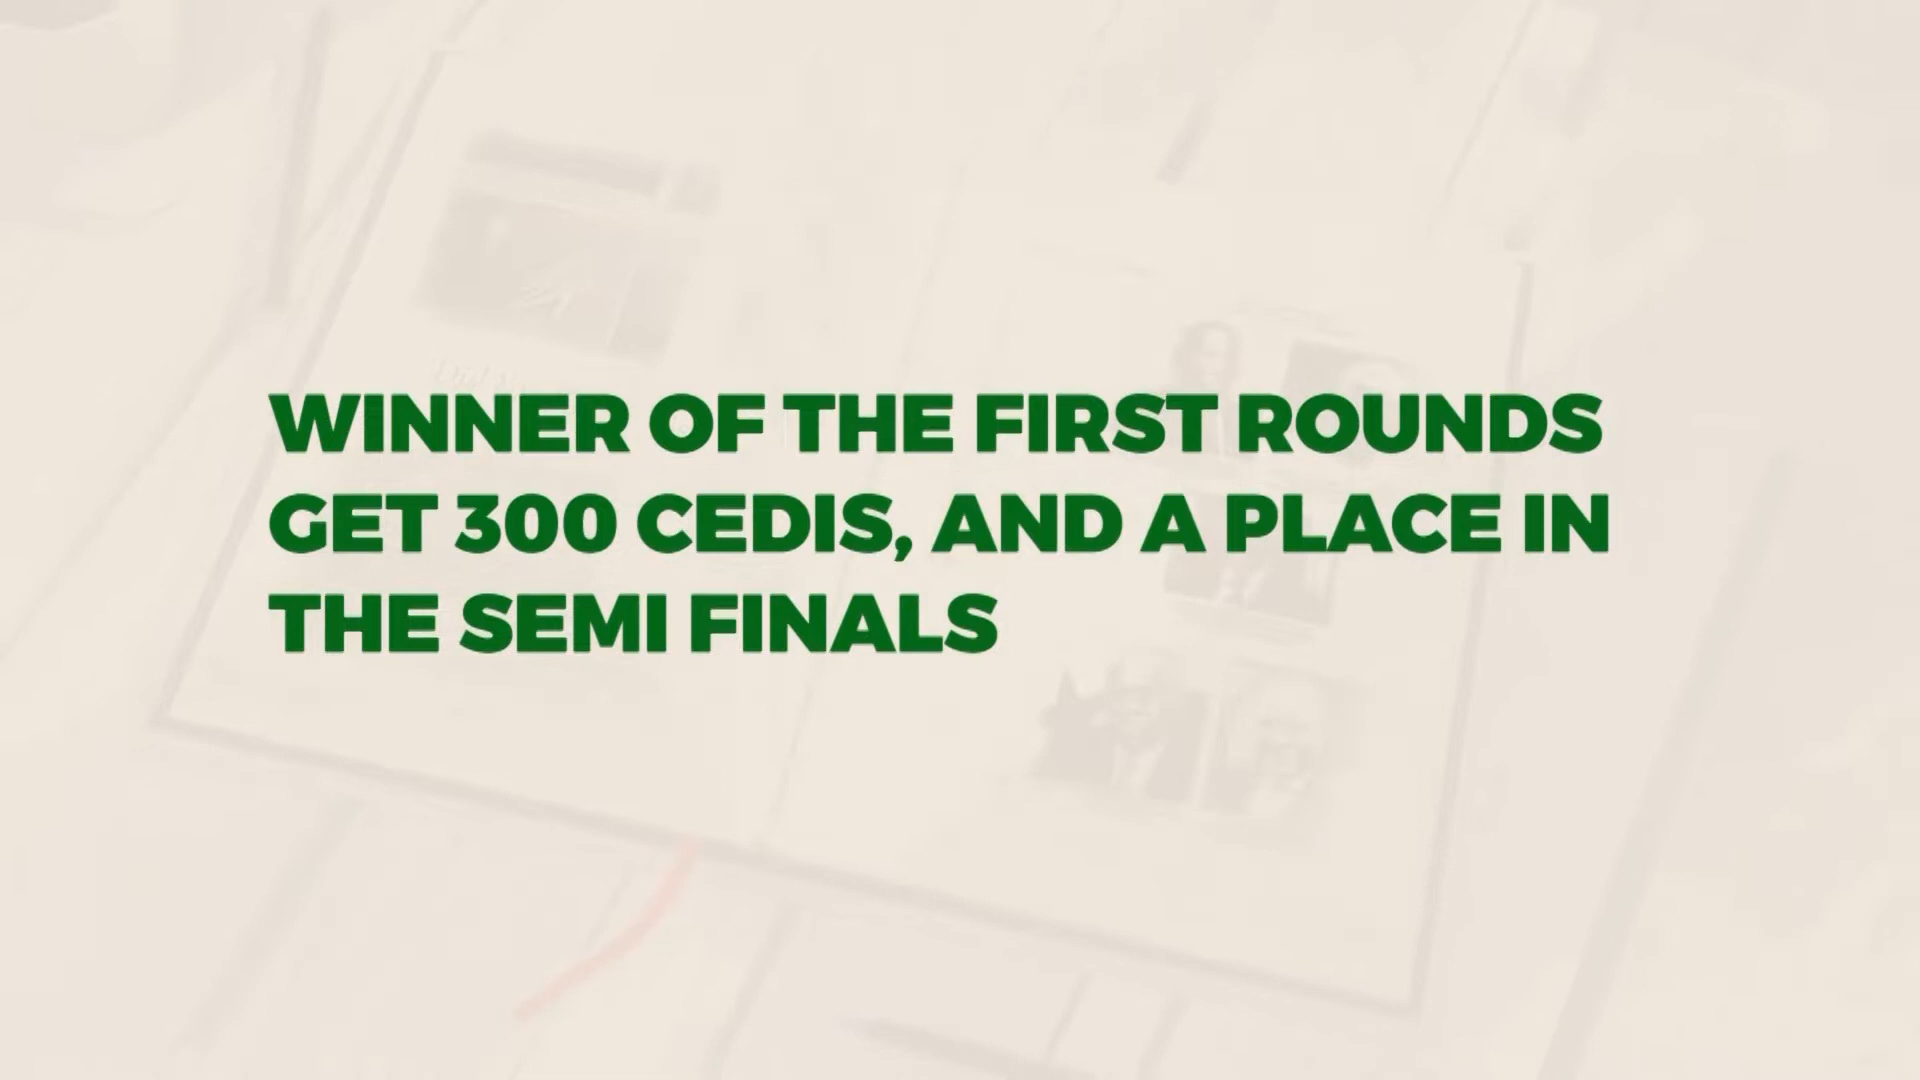 WINNER OF THE FIRST ROUNDS
GET 300 CEDIS, AND A PLACE IN
THE SEMI FINALS